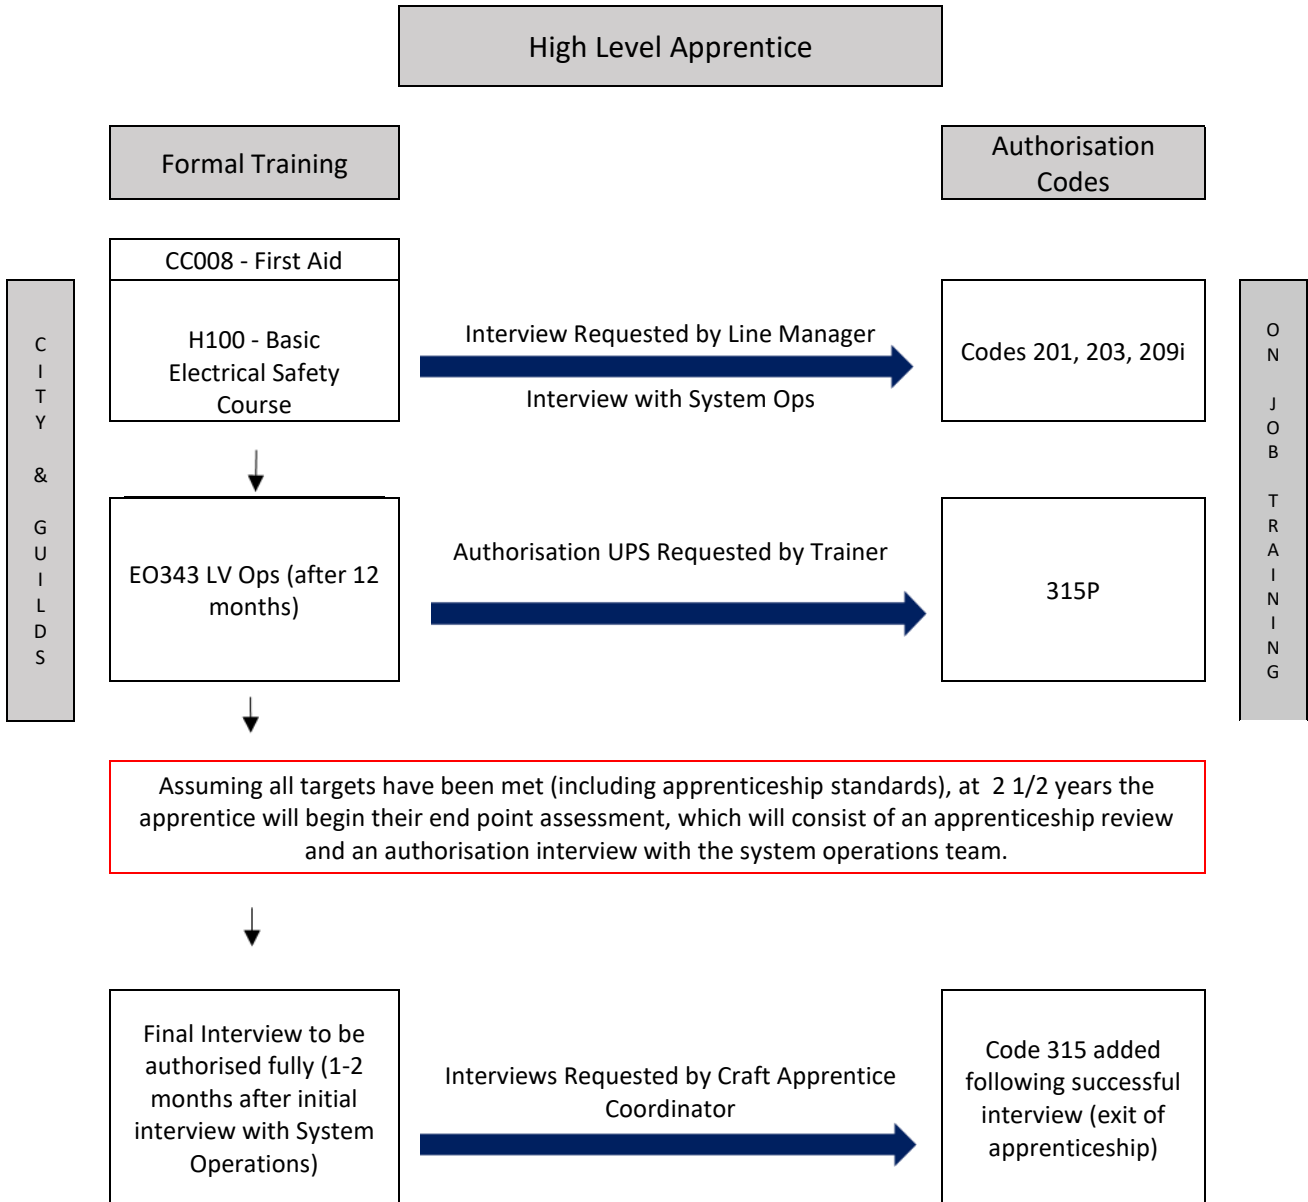 High Level Apprentice
Formal Training
Authorisation
Codes
CC008 - First Aid
H100 - Basic
Electrical Safety
Course
Interview Requested by Line Manager
Interview with System Ops
Codes 201, 203, 209i
CITY & GUILDS
ON JOB TRAINING
EO343 LV Ops (after 12
months)
Authorisation UPS Requested by Trainer
315P
Assuming all targets have been met (including apprenticeship standards), at 2 1/2 years the
apprentice will begin their end point assessment, which will consist of an apprenticeship review
and an authorisation interview with the system operations team.
Final Interview to be
authorised fully (1-2
months after initial
interview with System
Operations)
Interviews Requested by Craft Apprentice
Coordinator
Code 315 added
following successful
interview (exit of
apprenticeship)